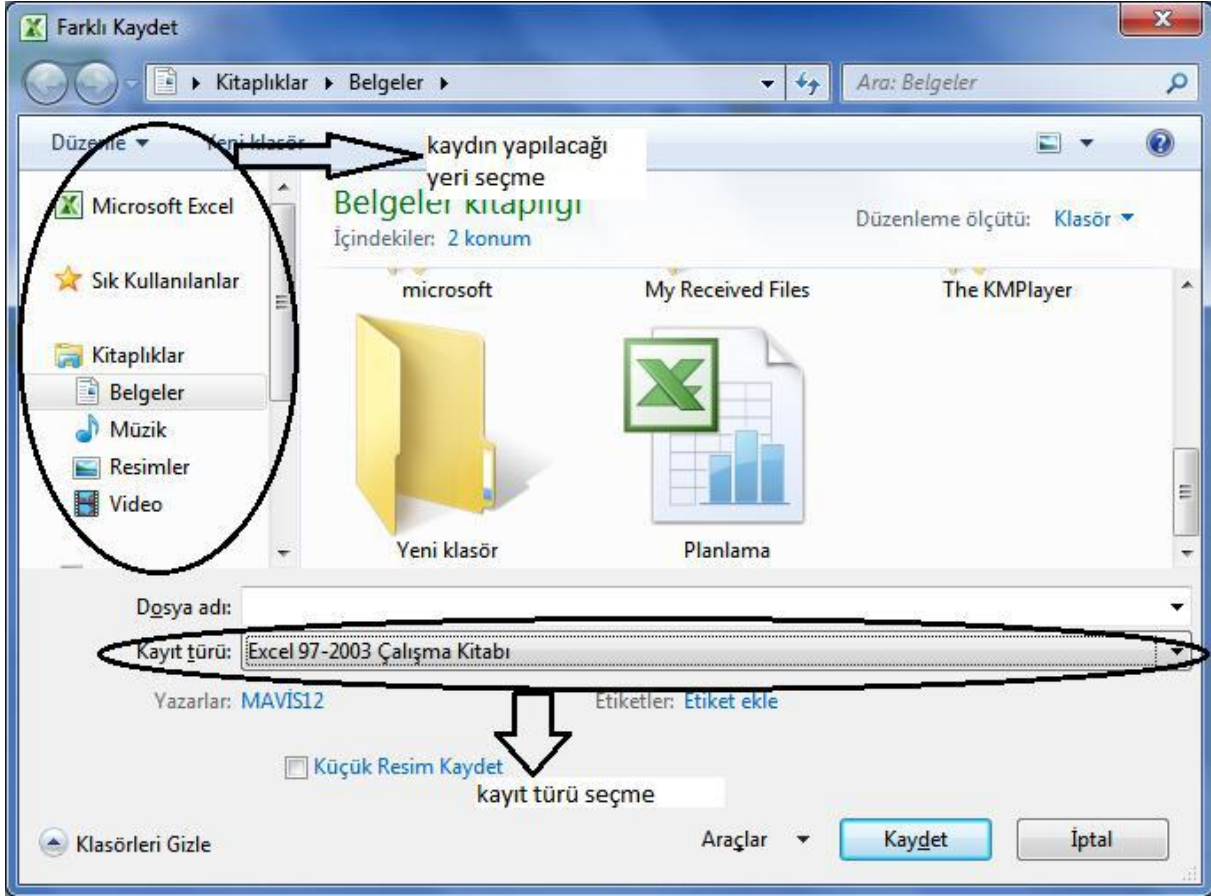 Farklı Kaydet
Kitaplıklar Belgeler
Ara: Belgeler
Düzenle Yeni klasör
kaydın yapılacağı
yeri seçme
Microsoft Excel
Sık Kullanılanlar
Kitaplıklar
Belgeler
Müzik
Resimler
Video
Belgeler kitaplığı
İçindekiler: 2 konum
Düzenleme ölçütü: Klasör
microsoft My Received Files The KMPlayer
Yeni klasör Planlama
Dosya adı:
Kayıt türü: Excel 97-2003 Çalışma Kitabı
Yazarlar: MAVİS12 Etiketler: Etiket ekle
Küçük Resim Kaydet
kayıt türü seçme
Klasörleri Gizle Araçlar Kaydet İptal